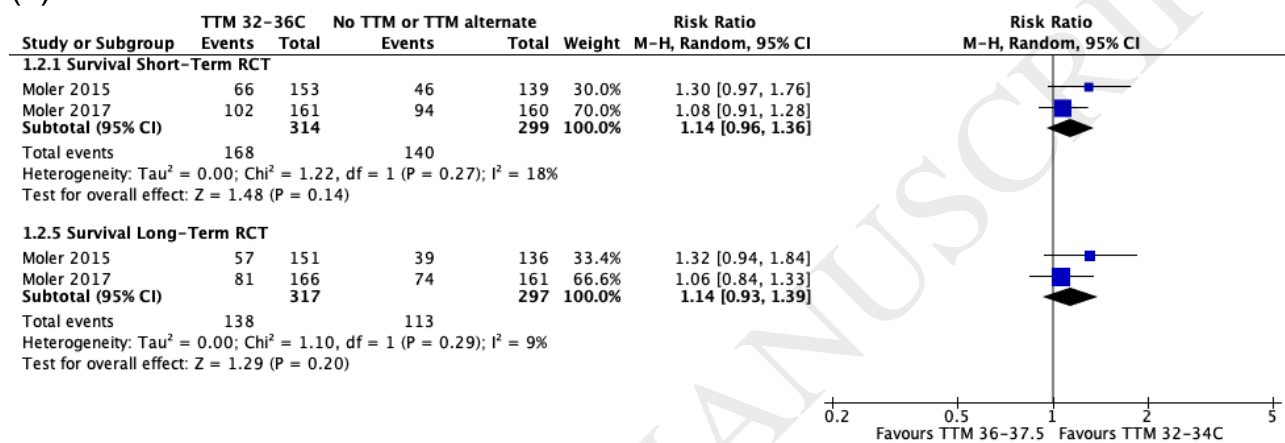 TTM 32-36C No TTM or TTM alternate Risk Ratio Risk Ratio
Study or Subgroup Events Total Events Total Weight M-H, Random, 95% CI M-H, Random, 95% CI
1.2.1 Survival Short-Term RCT
Moler 2015 66 153 46 139 30.0% 1.30 [0.97, 1.76]
Moler 2017 102 161 94 160 70.0% 1.08 [0.91, 1.28]
Subtotal (95% CI) 314 299 100.0% 1.14 [0.96, 1.36]
Total events 168 140
Heterogeneity: Tau² = 0.00; Chi² = 1.22, df = 1 (P = 0.27); I² = 18%
Test for overall effect: Z = 1.48 (P = 0.14)
1.2.5 Survival Long-Term RCT
Moler 2015 57 151 39 136 33.4% 1.32 [0.94, 1.84]
Moler 2017 81 166 74 161 66.6% 1.06 [0.84, 1.33]
Subtotal (95% CI) 317 297 100.0% 1.14 [0.93, 1.39]
Total events 138 113
Heterogeneity: Tau² = 0.00; Chi² = 1.10, df = 1 (P = 0.29); I² = 9%
Test for overall effect: Z = 1.29 (P = 0.20)
0.2 0.5 1 2 5
Favours TTM 36-37.5 Favours TTM 32-34C